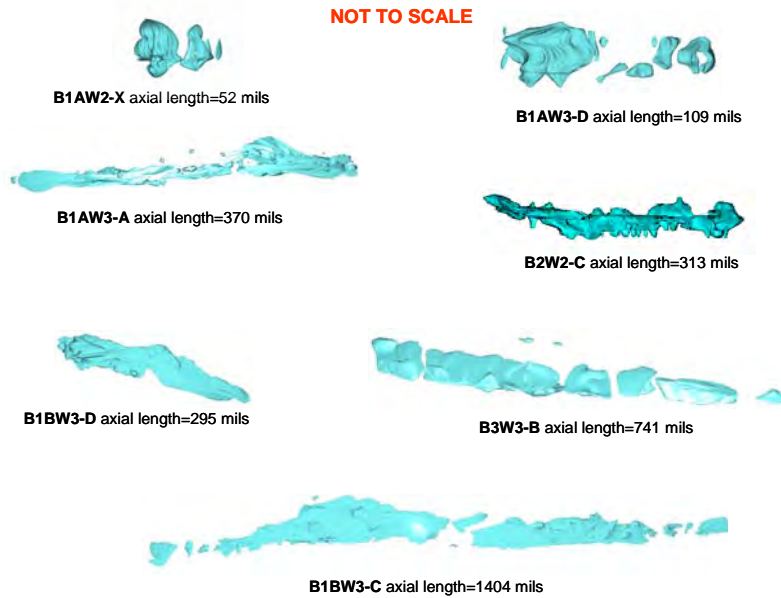 NOT TO SCALE
B1AW2-X axial length=52 mils
B1AW3-D axial length=109 mils
B1AW3-A axial length=370 mils
B2W2-C axial length=313 mils
B1BW3-D axial length=295 mils
B3W3-B axial length=741 mils
B1BW3-C axial length=1404 mils